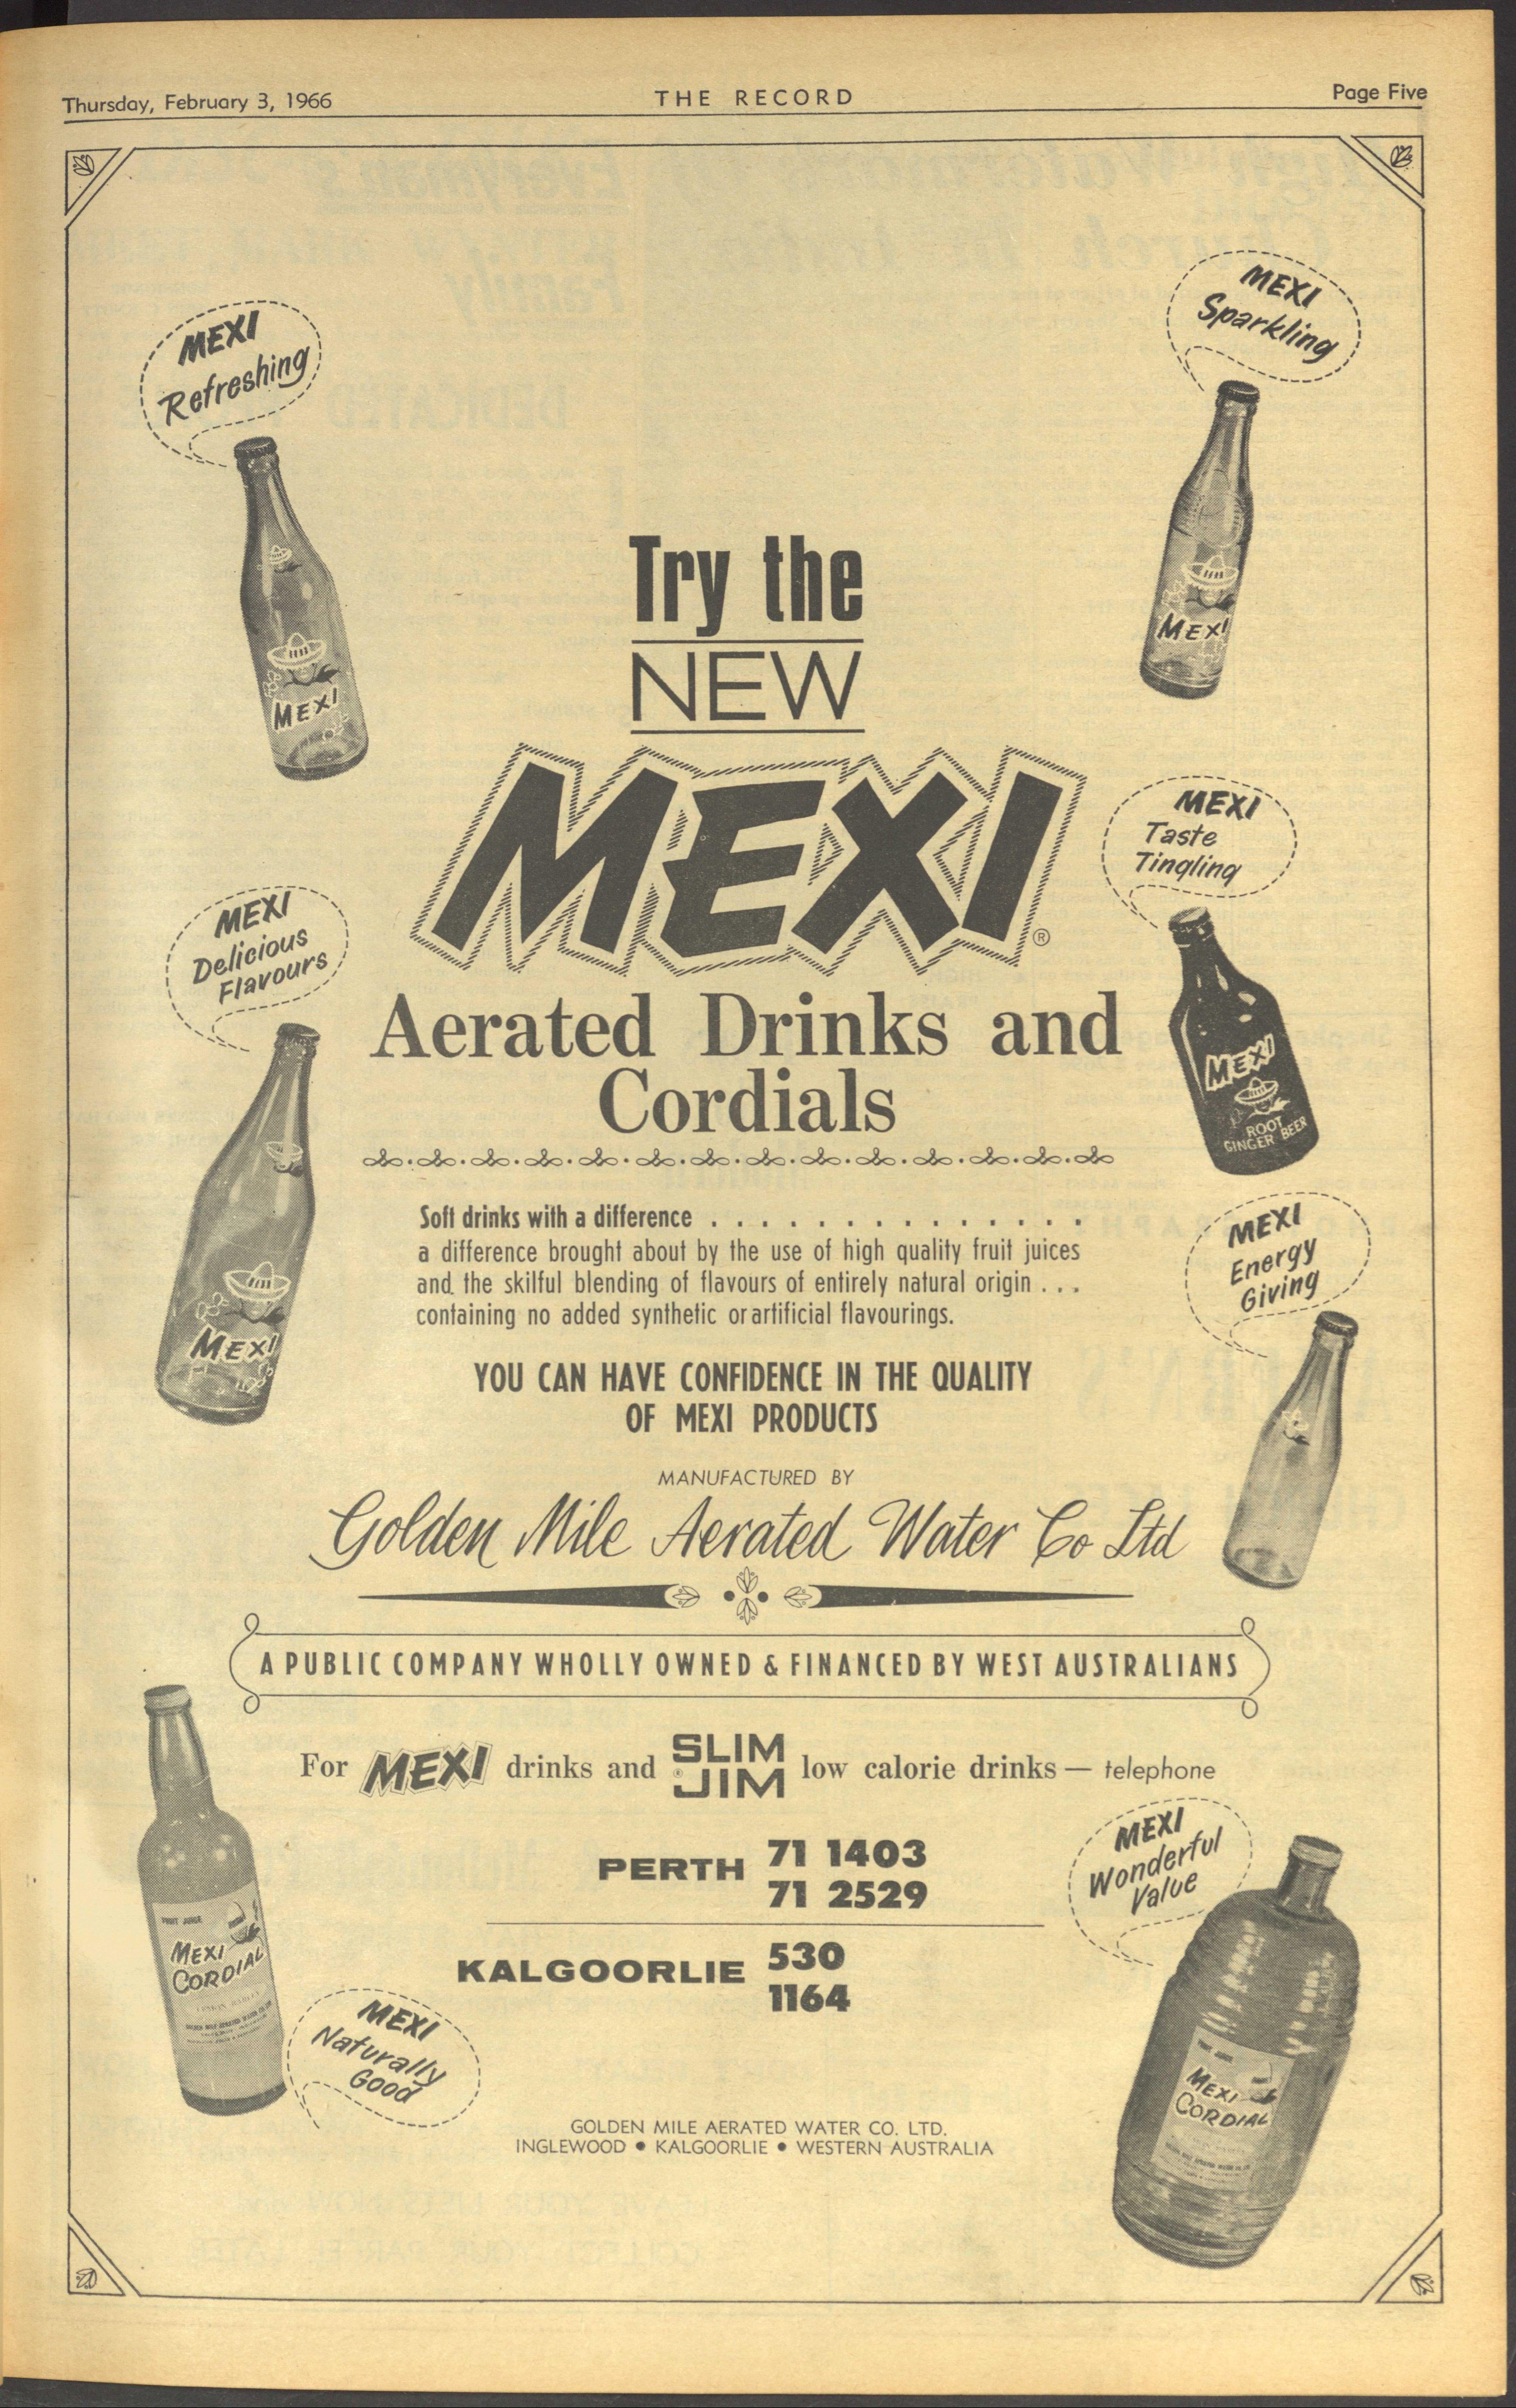 Thursday, February 3, 1966
THE RECORD
Page Five
MEXI
Refreshing
MEXI
Sparkling
MEXI
MEXI
Try the
NEW
MEXI®
MEXI
Taste
Tingling
MEXI
Delicious
Flavours
MEXI
ROOT
GINGER BEER
Aerated Drinks and
Cordials
MEXI
Soft drinks with a difference . . . . . . . . . . . . . . .
a difference brought about by the use of high quality fruit juices
and the skilful blending of flavours of entirely natural origin . . .
containing no added synthetic or artificial flavourings.
MEXI
Energy
Giving
YOU CAN HAVE CONFIDENCE IN THE QUALITY
OF MEXI PRODUCTS
MANUFACTURED BY
Golden Mile Aerated Water Co Ltd
A PUBLIC COMPANY WHOLLY OWNED & FINANCED BY WEST AUSTRALIANS
For MEXI drinks and SLIM JIM® low calorie drinks — telephone
PERTH 71 1403
71 2529
KALGOORLIE 530
1164
MEXI
Wonderful
Value
FRUIT JUICE
MEXI
CORDIAL
MEXI
Naturally
Good
FRUIT JUICE
MEXI
CORDIAL
GOLDEN MILE AERATED WATER CO. LTD.
INGLEWOOD • KALGOORLIE • WESTERN AUSTRALIA